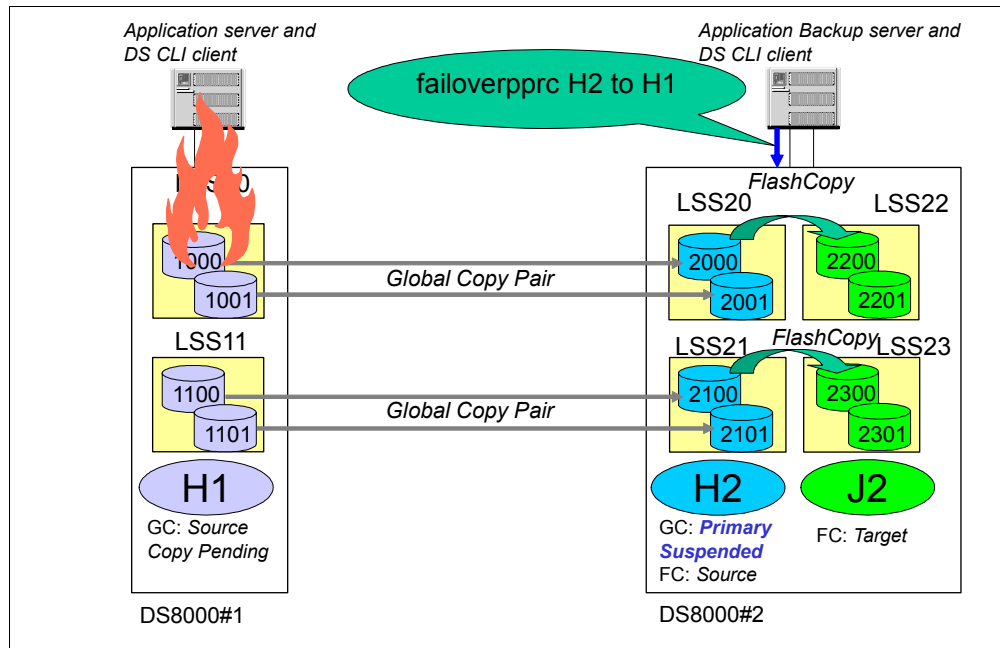 Application server and
DS CLI client
Application Backup server and
DS CLI client
failoverpprc H2 to H1
FlashCopy
LSS20
LSS22
1000
1001
Global Copy Pair
2000
2001
2200
2201
LSS11
FlashCopy
LSS21
LSS23
1100
1101
Global Copy Pair
2100
2101
2300
2301
H1
H2
J2
GC: Source
Copy Pending
GC: Primary
Suspended
FC: Source
FC: Target
DS8000#1
DS8000#2